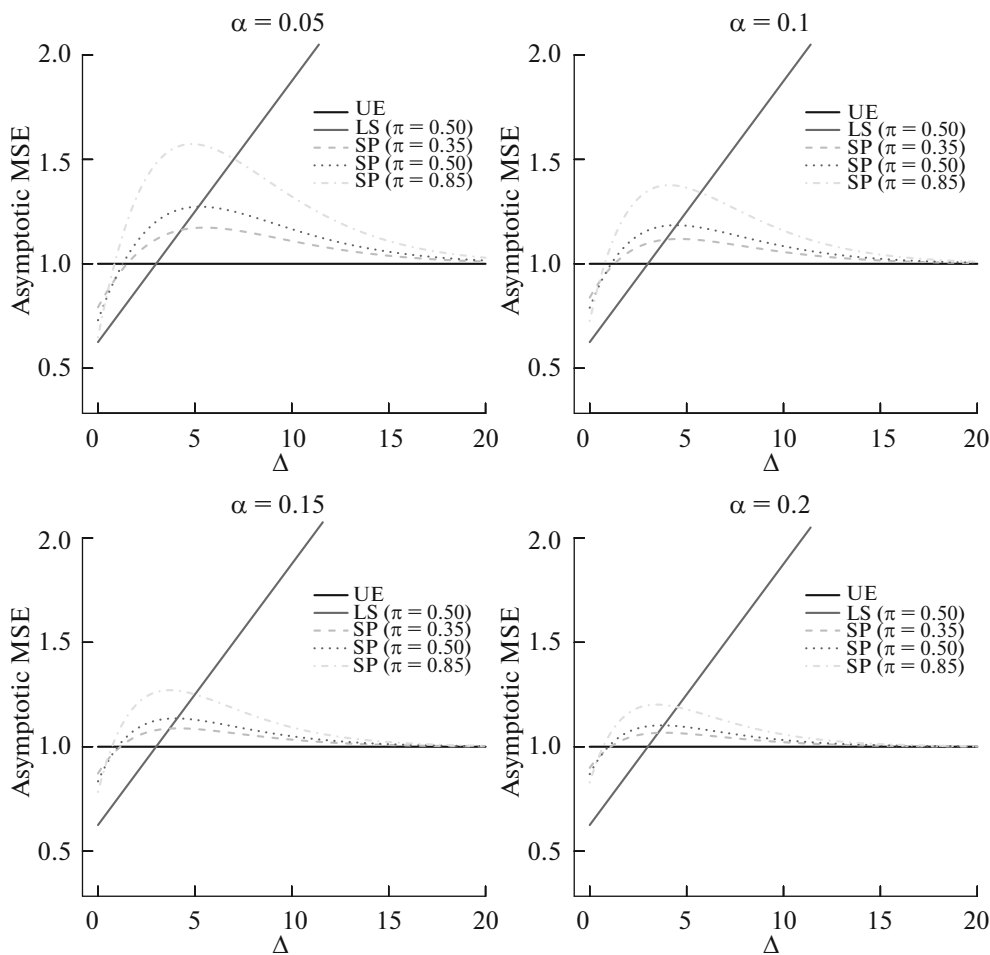 α = 0.05
Asymptotic MSE
2.0
1.5
1.0
0.5
UE
LS (π = 0.50)
SP (π = 0.35)
SP (π = 0.50)
SP (π = 0.85)
0 5 10 15 20
Δ
α = 0.1
Asymptotic MSE
2.0
1.5
1.0
0.5
UE
LS (π = 0.50)
SP (π = 0.35)
SP (π = 0.50)
SP (π = 0.85)
0 5 10 15 20
Δ
α = 0.15
Asymptotic MSE
2.0
1.5
1.0
0.5
UE
LS (π = 0.50)
SP (π = 0.35)
SP (π = 0.50)
SP (π = 0.85)
0 5 10 15 20
Δ
α = 0.2
Asymptotic MSE
2.0
1.5
1.0
0.5
UE
LS (π = 0.50)
SP (π = 0.35)
SP (π = 0.50)
SP (π = 0.85)
0 5 10 15 20
Δ